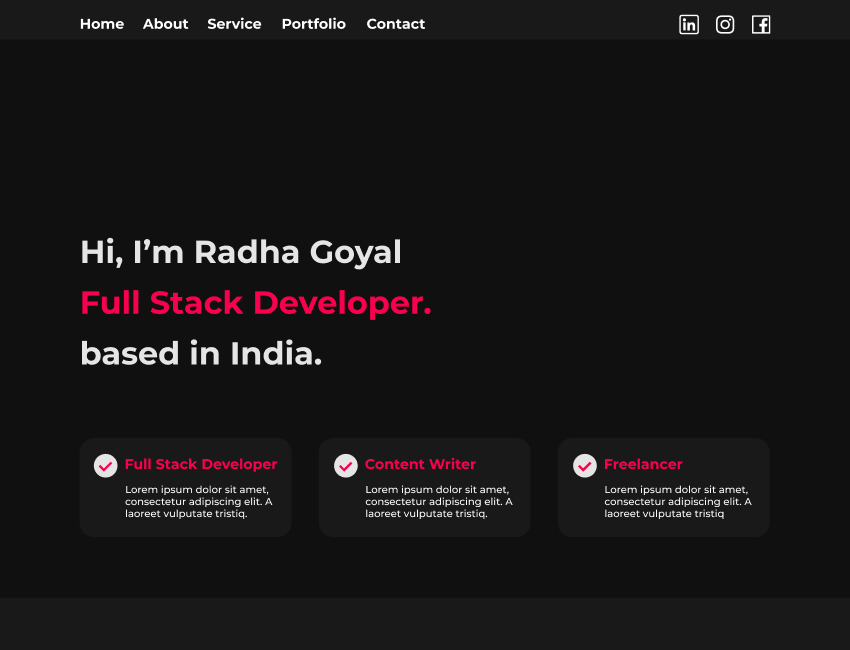 Home About Service Portfolio Contact
Hi, I’m Radha Goyal
Full Stack Developer.
based in India.
Full Stack Developer
Lorem ipsum dolor sit amet,
consectetur adipiscing elit. A
laoreet vulputate tristiq.
Content Writer
Lorem ipsum dolor sit amet,
consectetur adipiscing elit. A
laoreet vulputate tristiq.
Freelancer
Lorem ipsum dolor sit amet,
consectetur adipiscing elit. A
laoreet vulputate tristiq